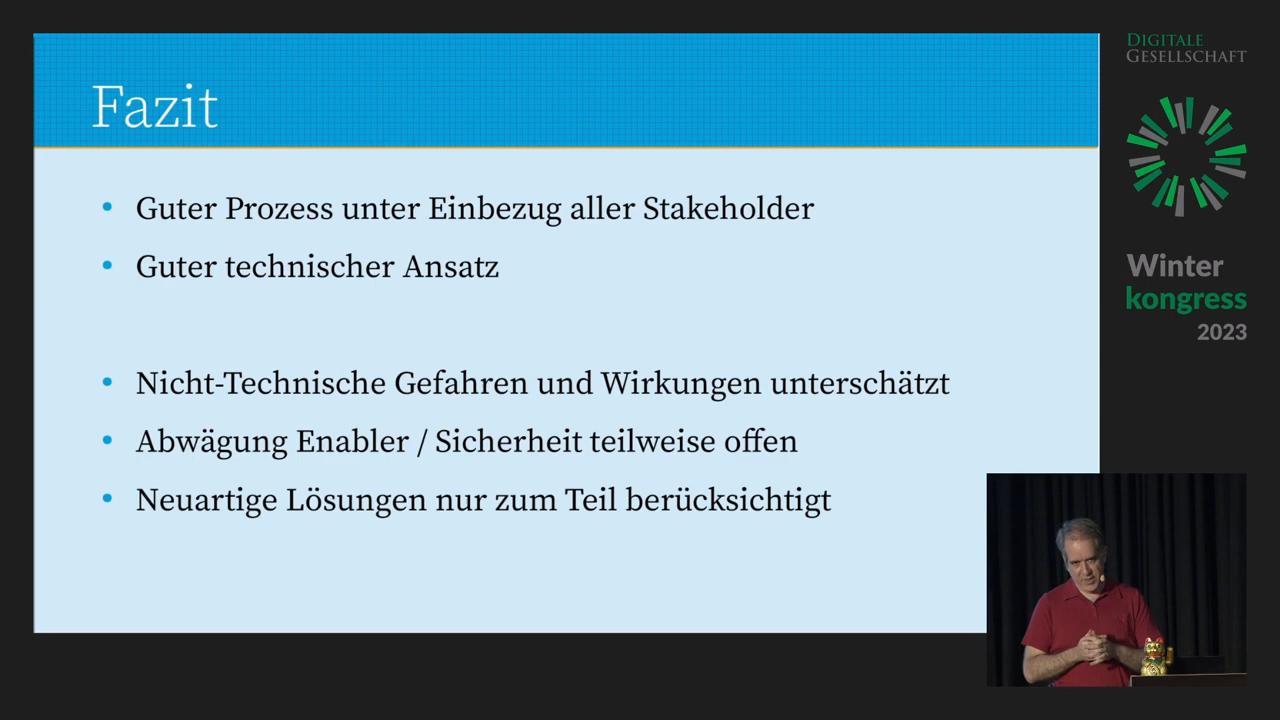 Fazit
Guter Prozess unter Einbezug aller Stakeholder
Guter technischer Ansatz
Nicht-Technische Gefahren und Wirkungen unterschätzt
Abwägung Enabler / Sicherheit teilweise offen
Neuartige Lösungen nur zum Teil berücksichtigt
DIGITALE
GESELLSCHAFT
Winter
kongress
2023